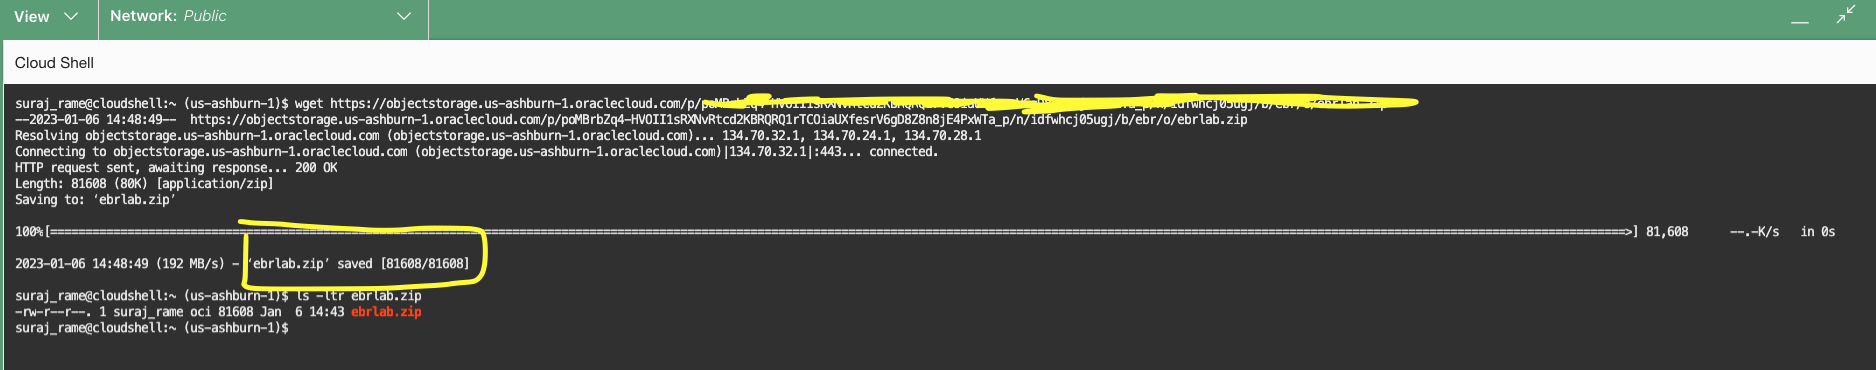 View
Network: Public
Cloud Shell
suraj_rame@cloudshell:~ (us-ashburn-1)$ wget https://objectstorage.us-ashburn-1.oraclecloud.com/p/
--2023-01-06 14:48:49--  https://objectstorage.us-ashburn-1.oraclecloud.com/p/poMBrbZq4-HVOII1sRXNvRtcd2KBRQRQ1rTCOiaUXfesrV6gD8Z8n8jE4PxWTa_p/n/idfwhcj05ugj/b/ebr/o/ebrlab.zip
Resolving objectstorage.us-ashburn-1.oraclecloud.com (objectstorage.us-ashburn-1.oraclecloud.com)... 134.70.32.1, 134.70.24.1, 134.70.28.1
Connecting to objectstorage.us-ashburn-1.oraclecloud.com (objectstorage.us-ashburn-1.oraclecloud.com)|134.70.32.1|:443... connected.
HTTP request sent, awaiting response... 200 OK
Length: 81608 (80K) [application/zip]
Saving to: ‘ebrlab.zip’
100%[=====================================================================>] 81,608      --.-K/s   in 0s
2023-01-06 14:48:49 (192 MB/s) - ‘ebrlab.zip’ saved [81608/81608]
suraj_rame@cloudshell:~ (us-ashburn-1)$ ls -ltr ebrlab.zip
-rw-r--r--. 1 suraj_rame oci 81608 Jan  6 14:43 ebrlab.zip
suraj_rame@cloudshell:~ (us-ashburn-1)$